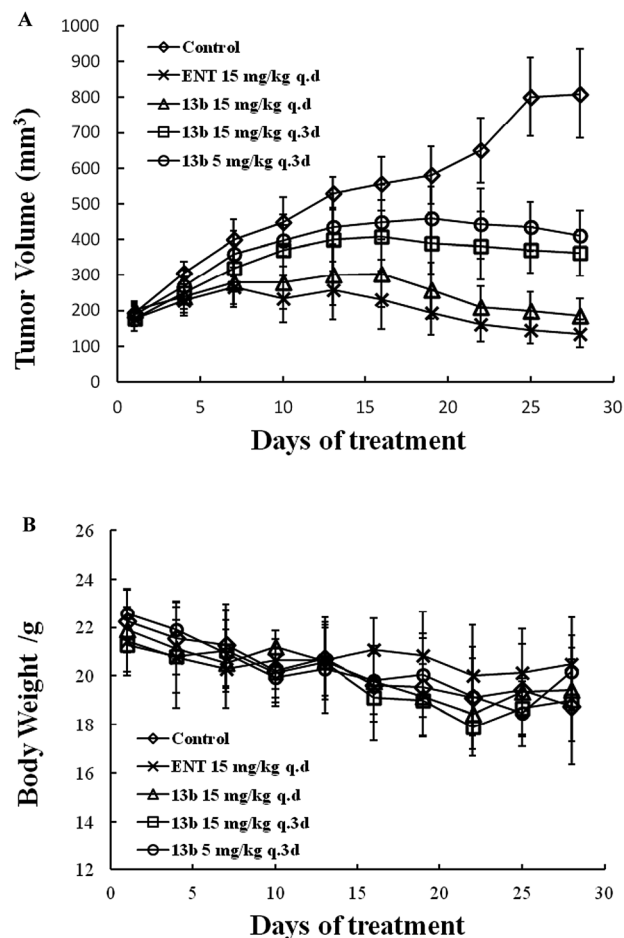 A
1000
900
800
700
600
500
400
300
200
100
0
Control
ENT 15 mg/kg q.d
13b 15 mg/kg q.d
13b 15 mg/kg q.3d
13b 5 mg/kg q.3d
Tumor Volume (mm³)
0 5 10 15 20 25 30
Days of treatment
B
26
24
22
20
18
16
14
12
Control
ENT 15 mg/kg q.d
13b 15 mg/kg q.d
13b 15 mg/kg q.3d
13b 5 mg/kg q.3d
Body Weight /g
0 5 10 15 20 25 30
Days of treatment